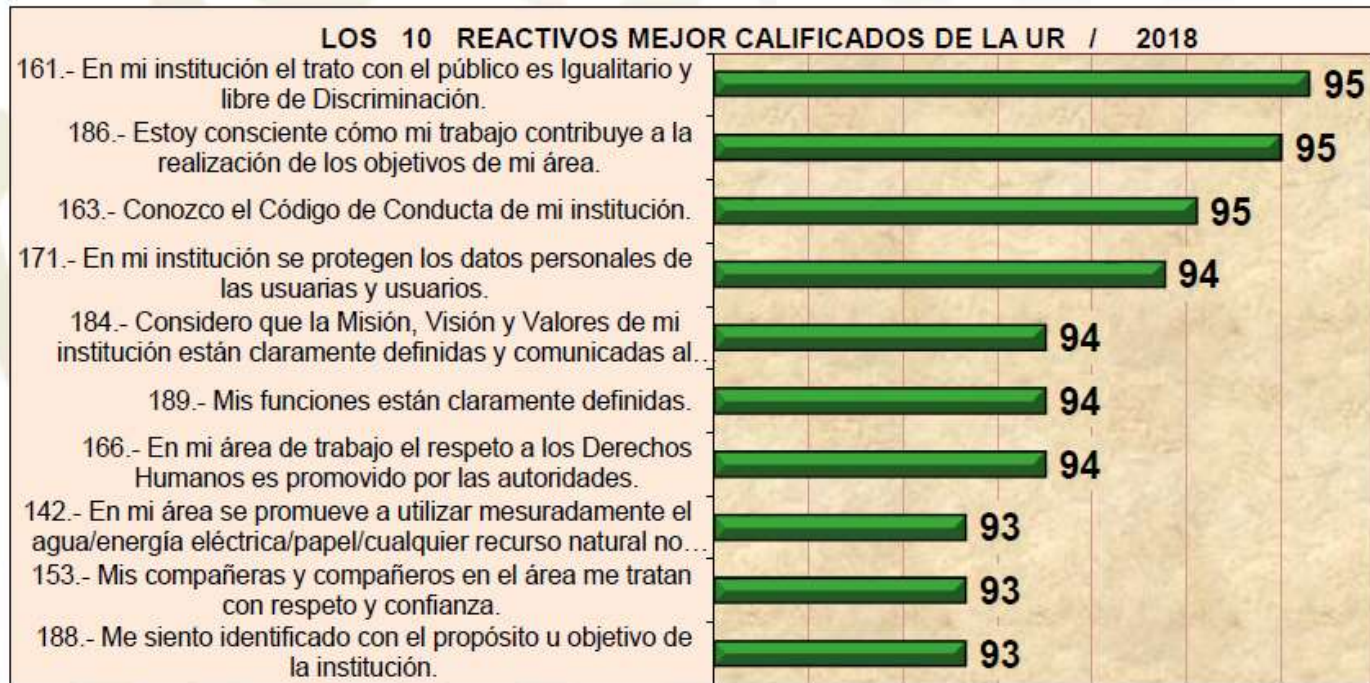 LOS 10 REACTIVOS MEJOR CALIFICADOS DE LA UR / 2018
161.- En mi institución el trato con el público es Igualitario y
libre de Discriminación.
95
186.- Estoy consciente cómo mi trabajo contribuye a la
realización de los objetivos de mi área.
95
163.- Conozco el Código de Conducta de mi institución.
95
171.- En mi institución se protegen los datos personales de
las usuarias y usuarios.
94
184.- Considero que la Misión, Visión y Valores de mi
institución están claramente definidas y comunicadas al…
94
189.- Mis funciones están claramente definidas.
94
166.- En mi área de trabajo el respeto a los Derechos
Humanos es promovido por las autoridades.
94
142.- En mi área se promueve a utilizar mesuradamente el
agua/energía eléctrica/papel/cualquier recurso natural no…
93
153.- Mis compañeras y compañeros en el área me tratan
con respeto y confianza.
93
188.- Me siento identificado con el propósito u objetivo de
la institución.
93